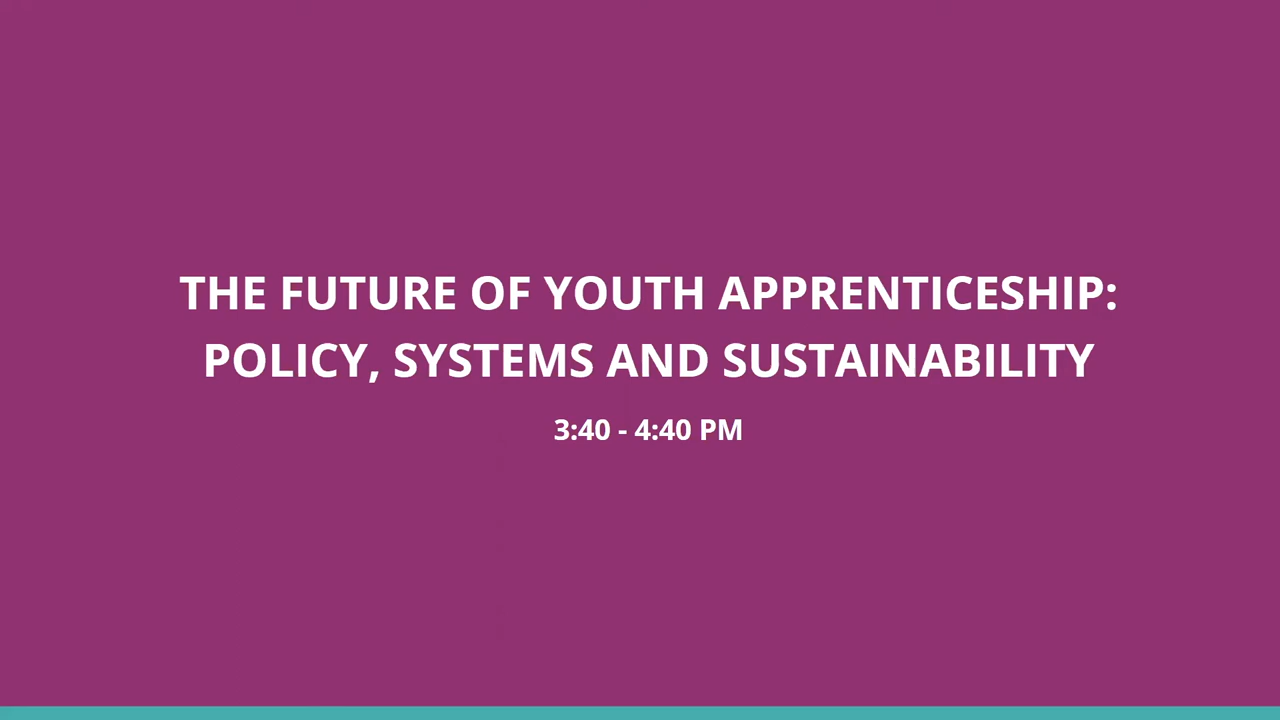 THE FUTURE OF YOUTH APPRENTICESHIP:
POLICY, SYSTEMS AND SUSTAINABILITY
3:40 - 4:40 PM